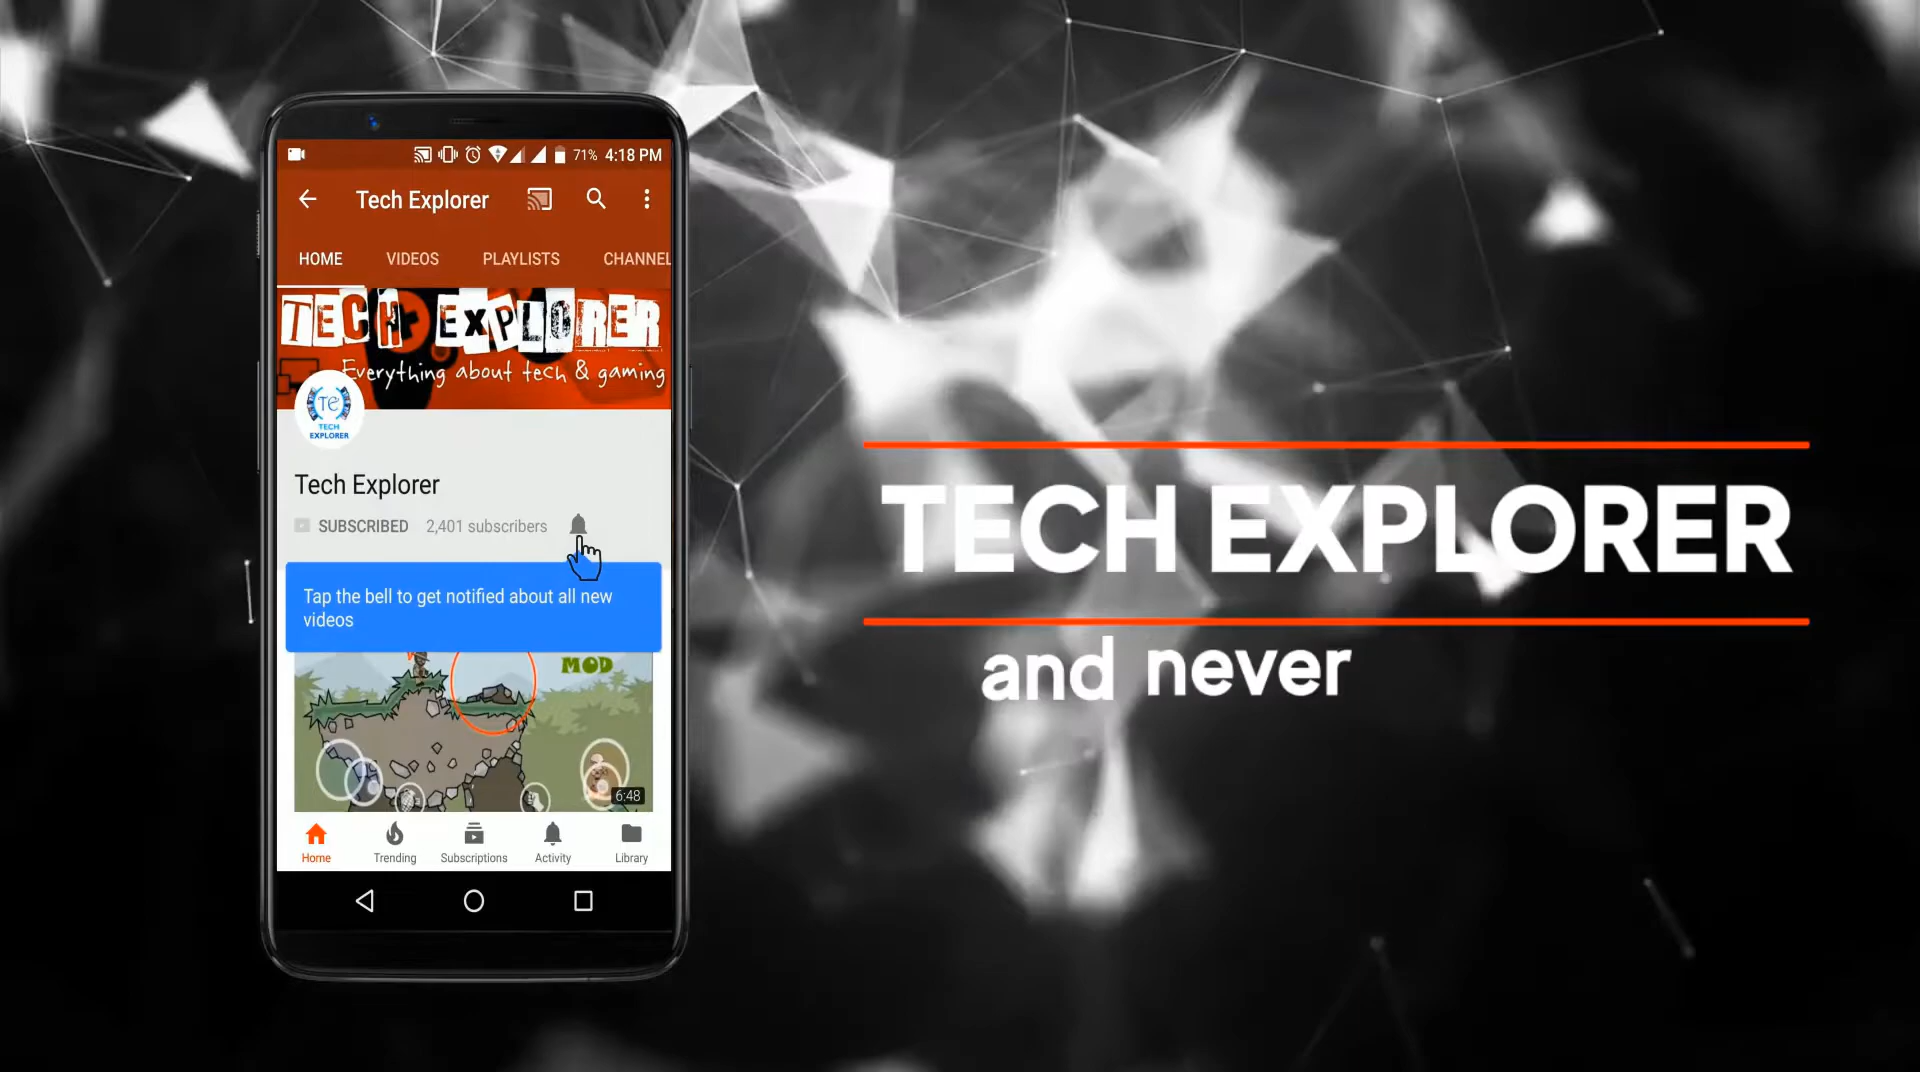 71% 4:18 PM
Tech Explorer
HOME VIDEOS PLAYLISTS CHANNEL
TECH EXPLORER
Everything about tech & gaming
TE
TECH
EXPLORER
Tech Explorer
SUBSCRIBED 2,401 subscribers
Tap the bell to get notified about all new
videos
MOD
6:48
Home Trending Subscriptions Activity Library
TECH EXPLORER
and never